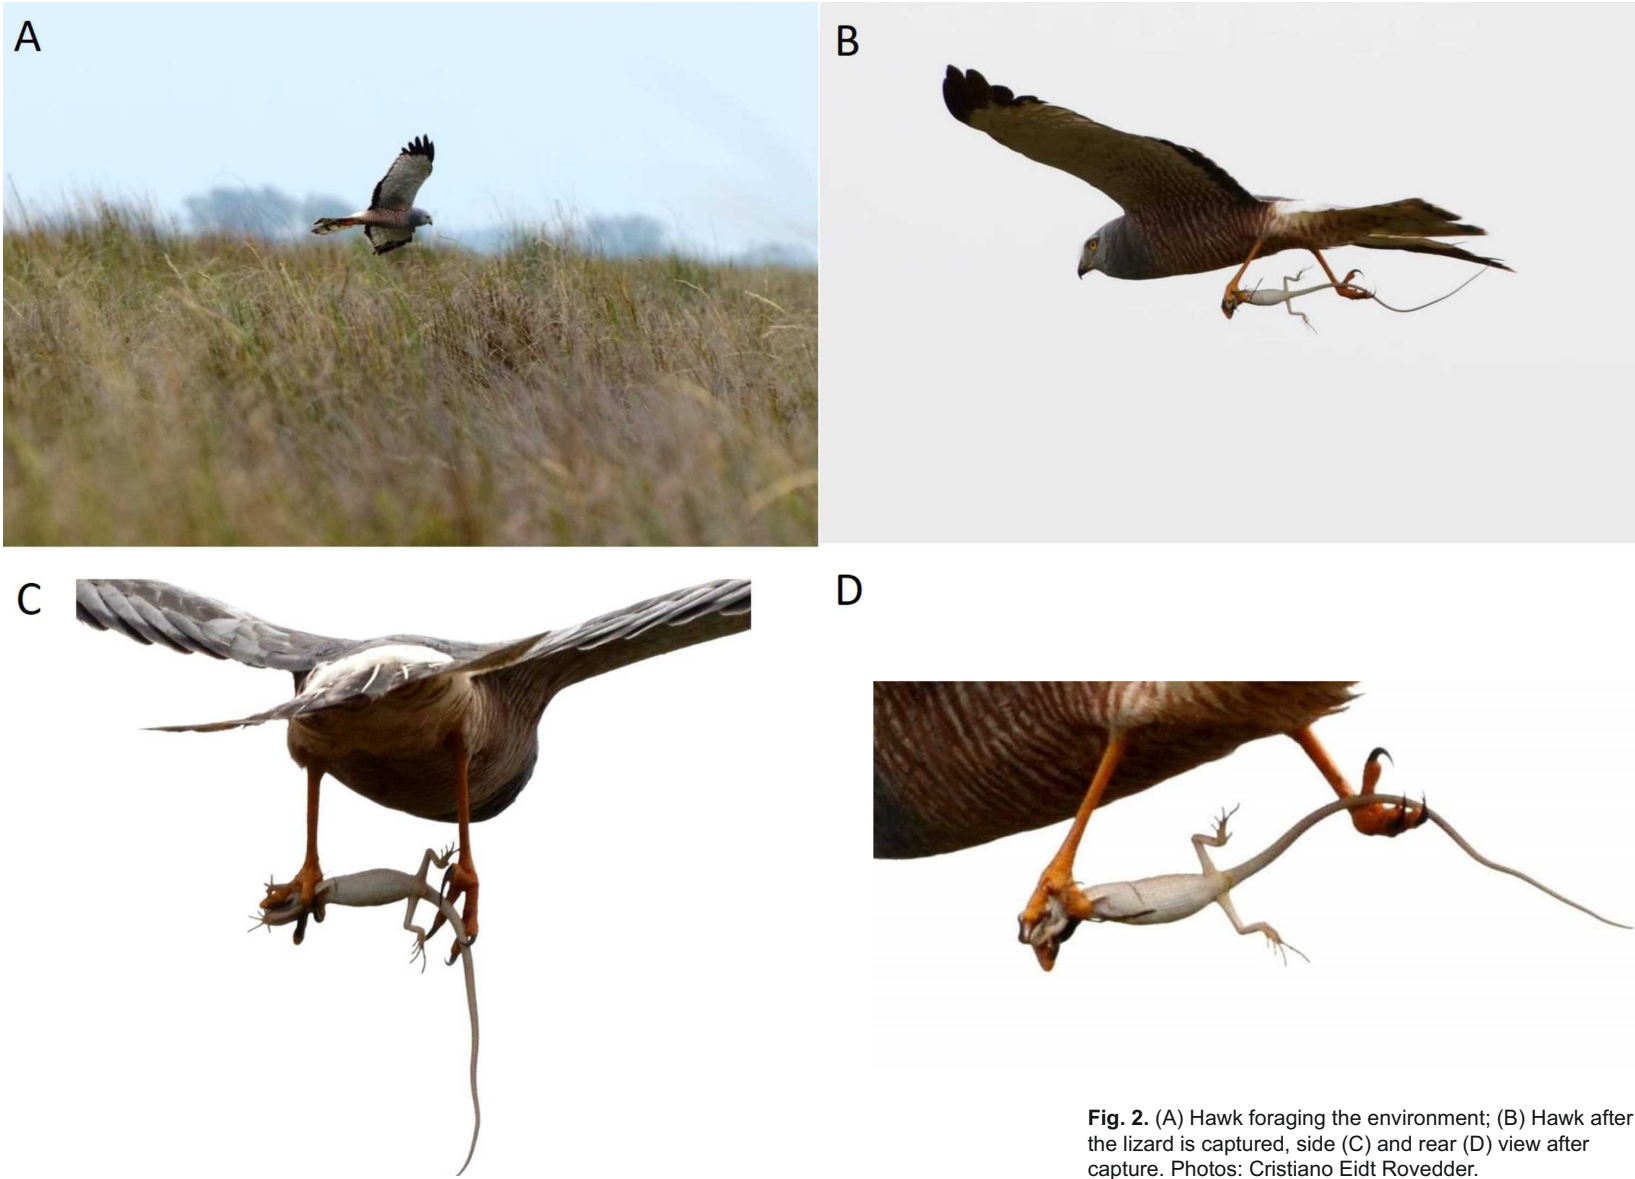 A
B
C
D
Fig. 2. (A) Hawk foraging the environment; (B) Hawk after
the lizard is captured, side (C) and rear (D) view after
capture. Photos: Cristiano Eidt Rovedder.